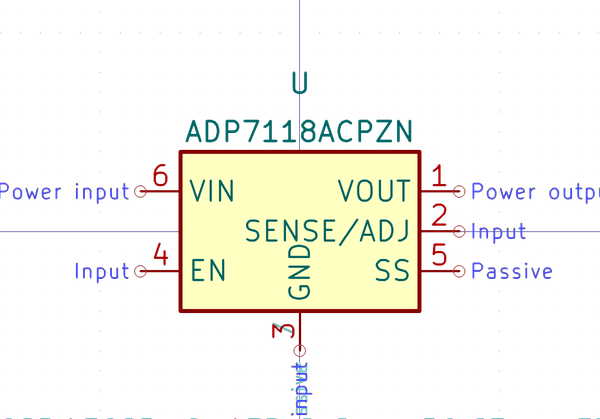 U
ADP7118ACPZN
Power input 6 VIN VOUT 1 Power outpu
SENSE/ADJ 2 Input
Input 4 EN GND SS 5 Passive
3
input